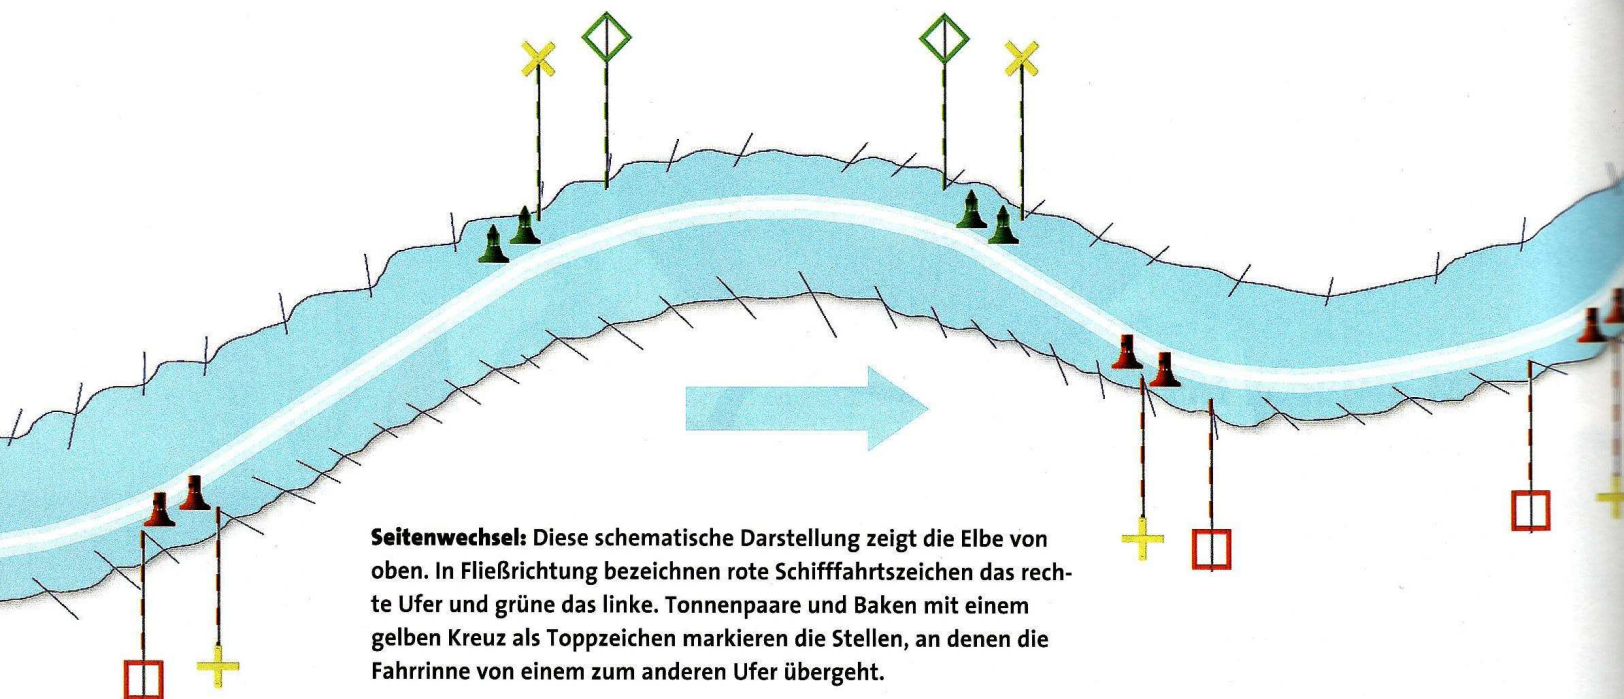 Seitenwechsel: Diese schematische Darstellung zeigt die Elbe von
oben. In Fließrichtung bezeichnen rote Schifffahrtszeichen das rech-
te Ufer und grüne das linke. Tonnenpaare und Baken mit einem
gelben Kreuz als Toppzeichen markieren die Stellen, an denen die
Fahrrinne von einem zum anderen Ufer übergeht.